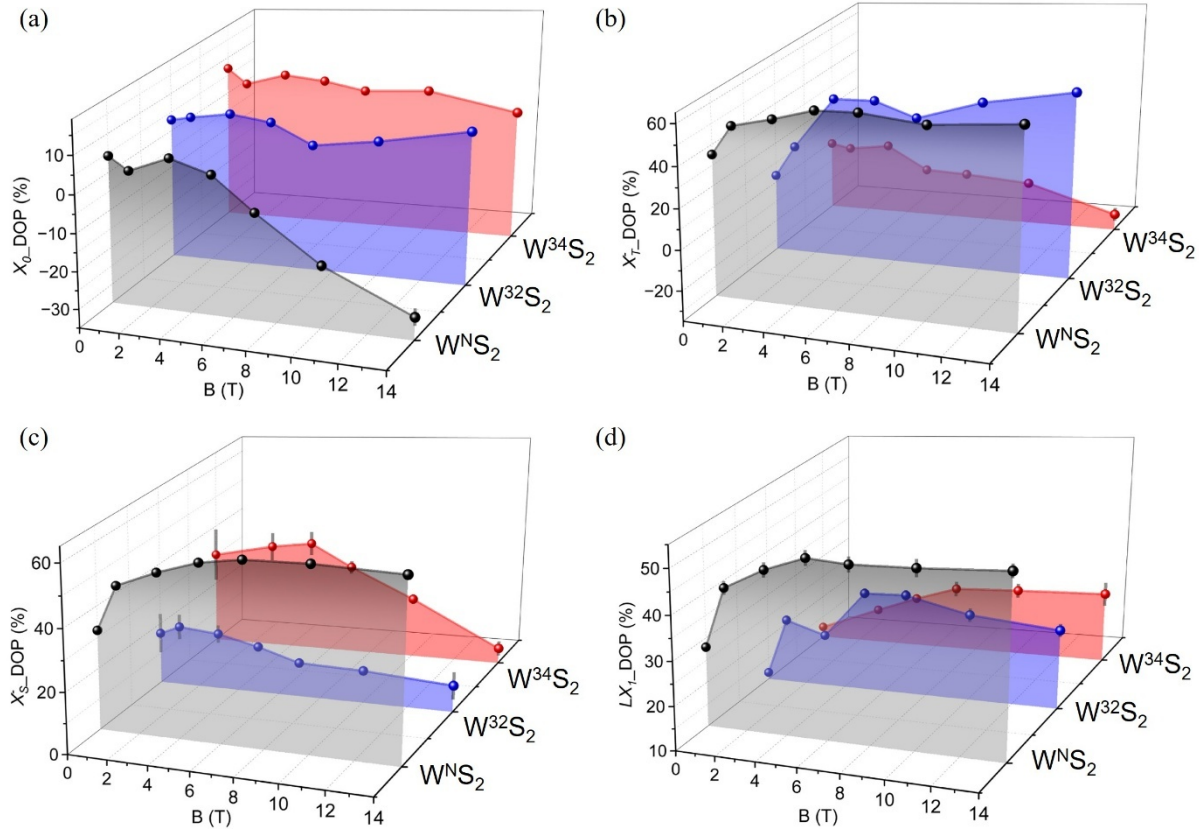 (a)
X₀_DOP (%)
10
0
−10
−20
−30
0 2 4 6 8 10 12 14
B (T)
WᴺS₂
W³²S₂
W³⁴S₂
(b)
X⁻_T_DOP (%)
60
40
20
0
−20
0 2 4 6 8 10 12 14
B (T)
WᴺS₂
W³²S₂
W³⁴S₂
(c)
X⁻_S_DOP (%)
60
40
20
0
0 2 4 6 8 10 12 14
B (T)
WᴺS₂
W³²S₂
W³⁴S₂
(d)
LX₁_DOP (%)
50
40
30
20
10
0 2 4 6 8 10 12 14
B (T)
WᴺS₂
W³²S₂
W³⁴S₂